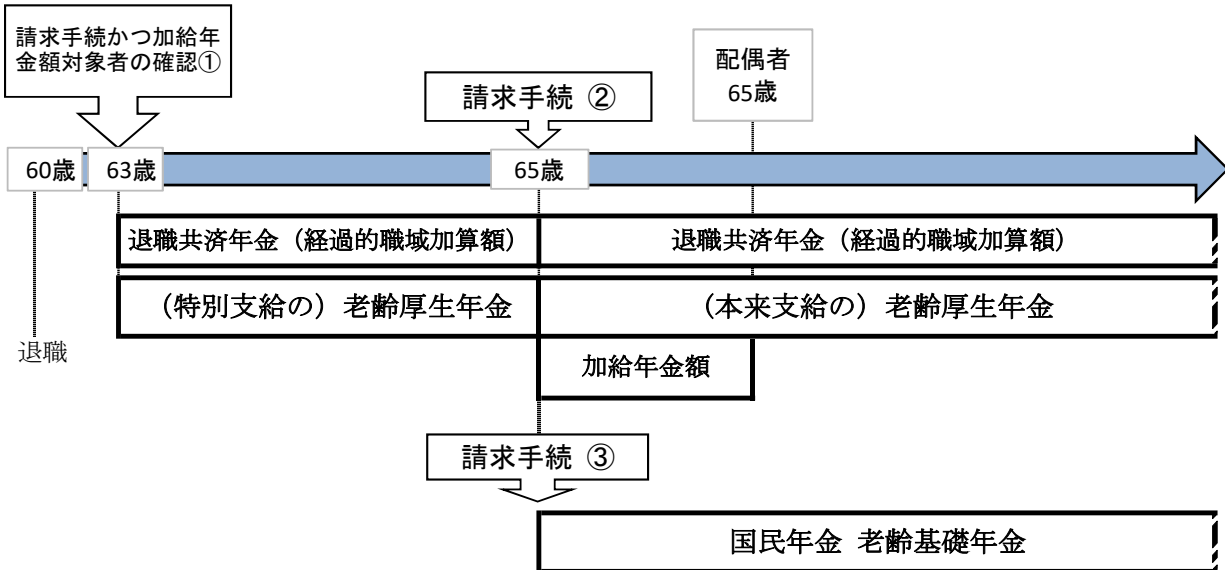 請求手続かつ加給年
金額対象者の確認①
請求手続 ②
配偶者
65歳
60歳
63歳
65歳
退職共済年金（経過的職域加算額）
退職共済年金（経過的職域加算額）
（特別支給の）老齢厚生年金
（本来支給の）老齢厚生年金
退職
加給年金額
請求手続 ③
国民年金 老齢基礎年金